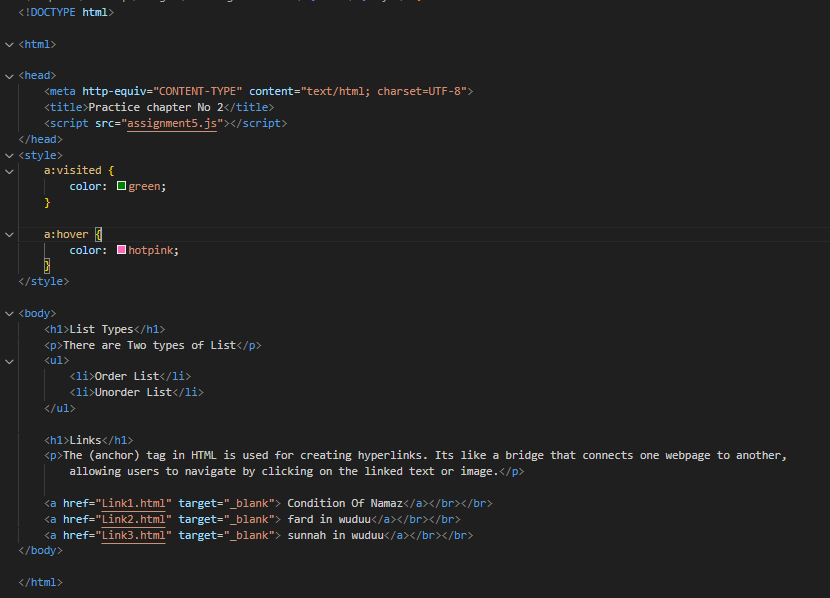 <!DOCTYPE html>
<html>
<head>
<meta http-equiv="CONTENT-TYPE" content="text/html; charset=UTF-8">
<title>Practice chapter No 2</title>
<script src="assignment5.js"></script>
</head>
<style>
a:visited {
color: green;
}
a:hover {
color: hotpink;
}
</style>
<body>
<h1>List Types</h1>
<p>There are Two types of List</p>
<ul>
<li>Order List</li>
<li>Unorder List</li>
</ul>
<h1>Links</h1>
<p>The (anchor) tag in HTML is used for creating hyperlinks. Its like a bridge that connects one webpage to another,
allowing users to navigate by clicking on the linked text or image.</p>
<a href="Link1.html" target="_blank"> Condition Of Namaz</a></br></br>
<a href="Link2.html" target="_blank"> fard in wuduu</a></br></br>
<a href="Link3.html" target="_blank"> sunnah in wuduu</a></br></br>
</body>
</html>